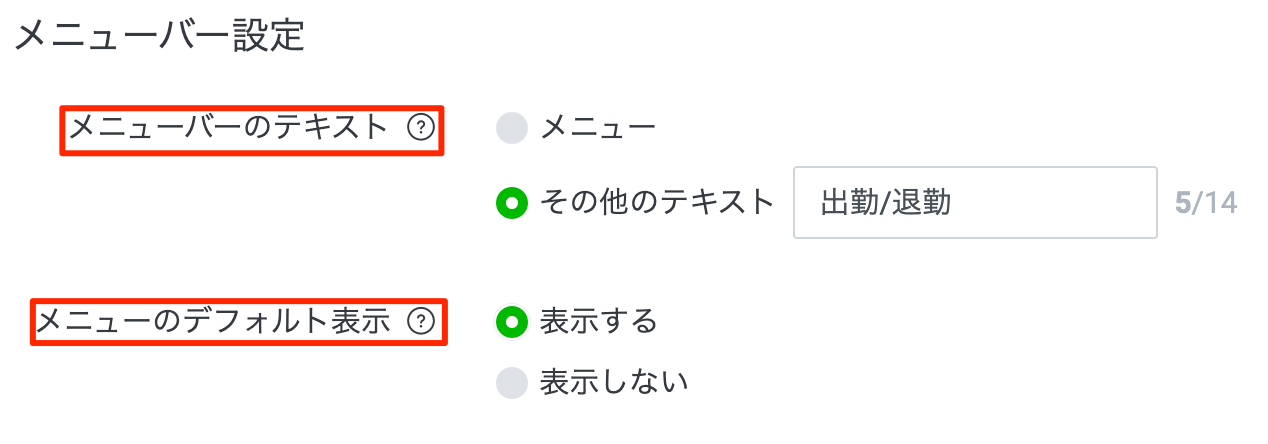 メニューバー設定
メニューバーのテキスト ?
メニュー
その他のテキスト 出勤/退勤 5/14
メニューのデフォルト表示 ?
表示する
表示しない